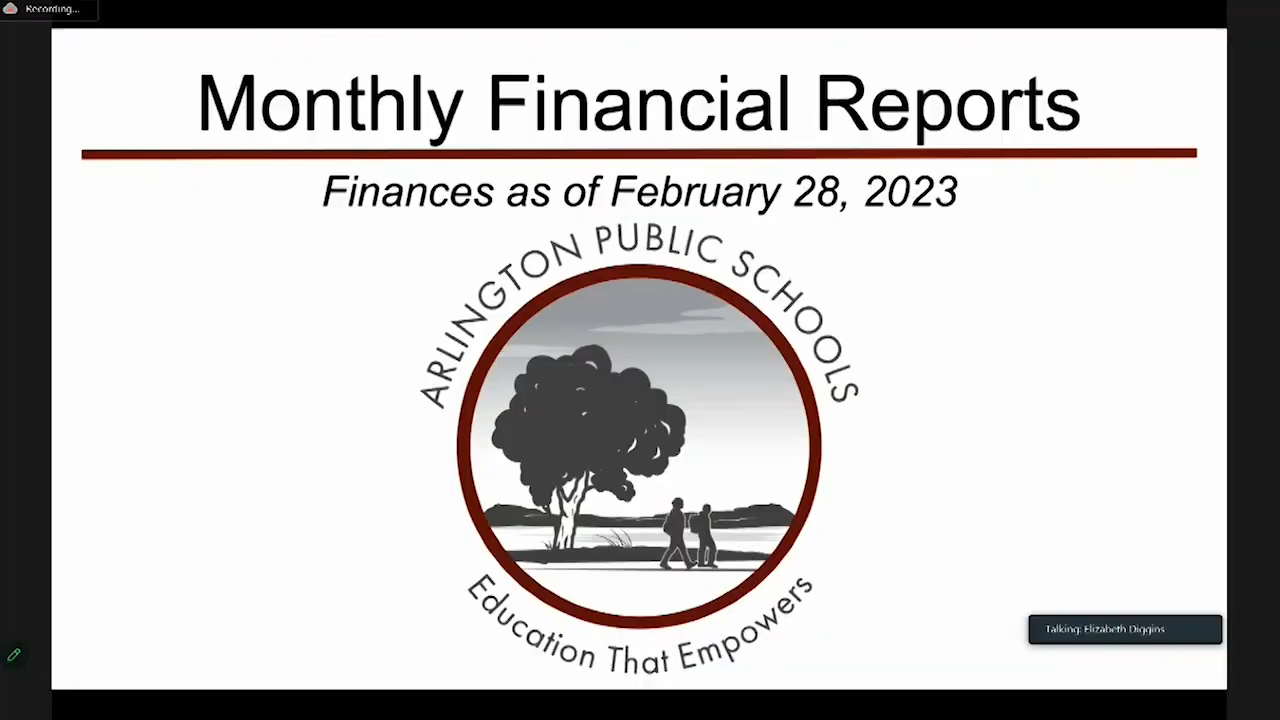 Recording...
Monthly Financial Reports
Finances as of February 28, 2023
ARLINGTON PUBLIC SCHOOLS
Education That Empowers
Talking: Elizabeth Diggins